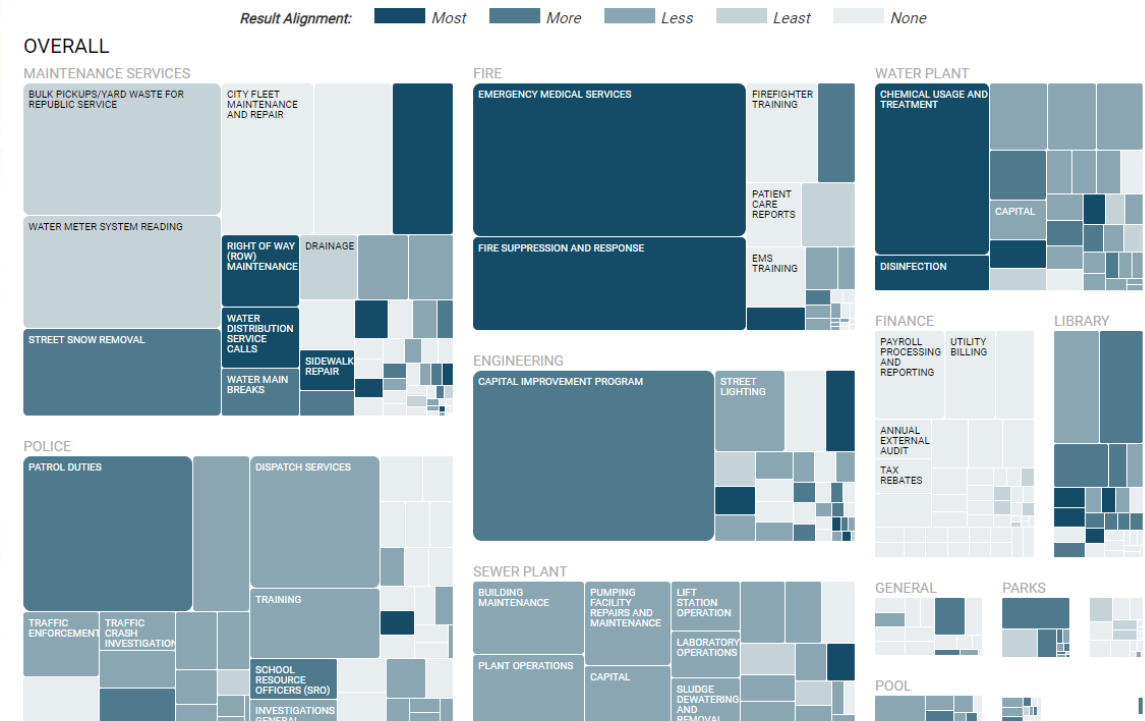 Result Alignment: Most More Less Least None
OVERALL
MAINTENANCE SERVICES
BULK PICKUPS/YARD WASTE FOR
REPUBLIC SERVICE
CITY FLEET
MAINTENANCE
AND REPAIR
WATER METER SYSTEM READING
RIGHT OF WAY
(ROW)
MAINTENANCE
DRAINAGE
WATER
DISTRIBUTION
SERVICE
CALLS
STREET SNOW REMOVAL
SIDEWALK
REPAIR
WATER MAIN
BREAKS
FIRE
EMERGENCY MEDICAL SERVICES
FIREFIGHTER
TRAINING
PATIENT
CARE
REPORTS
FIRE SUPPRESSION AND RESPONSE
EMS
TRAINING
WATER PLANT
CHEMICAL USAGE AND
TREATMENT
CAPITAL
DISINFECTION
FINANCE
PAYROLL
PROCESSING
AND
REPORTING
UTILITY
BILLING
ANNUAL
EXTERNAL
AUDIT
TAX
REBATES
LIBRARY
ENGINEERING
CAPITAL IMPROVEMENT PROGRAM
STREET
LIGHTING
POLICE
PATROL DUTIES
DISPATCH SERVICES
TRAINING
TRAFFIC
ENFORCEMENT
TRAFFIC
CRASH
INVESTIGATION
SCHOOL
RESOURCE
OFFICERS (SRO)
INVESTIGATIONS
GENERAL
SEWER PLANT
BUILDING
MAINTENANCE
PUMPING
FACILITY
REPAIRS AND
MAINTENANCE
LIFT
STATION
OPERATION
LABORATORY
OPERATIONS
PLANT OPERATIONS
CAPITAL
SLUDGE
DEWATERING
AND
REMOVAL
GENERAL
PARKS
POOL